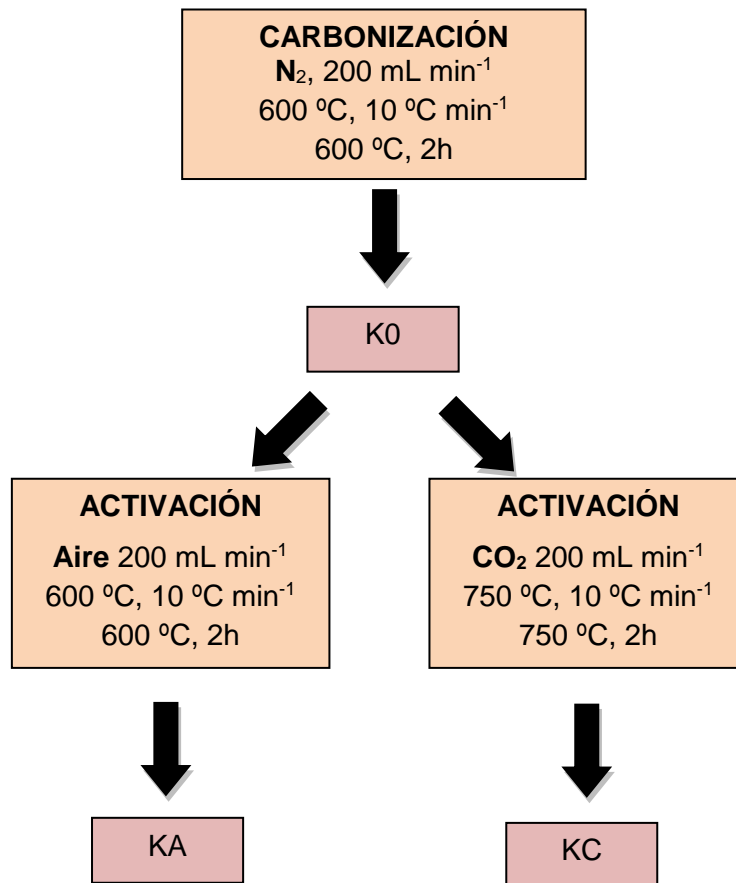 CARBONIZACIÓN
N₂, 200 mL min⁻¹
600 ºC, 10 ºC min⁻¹
600 ºC, 2h
K0
ACTIVACIÓN
Aire 200 mL min⁻¹
600 ºC, 10 ºC min⁻¹
600 ºC, 2h
ACTIVACIÓN
CO₂ 200 mL min⁻¹
750 ºC, 10 ºC min⁻¹
750 ºC, 2h
KA
KC